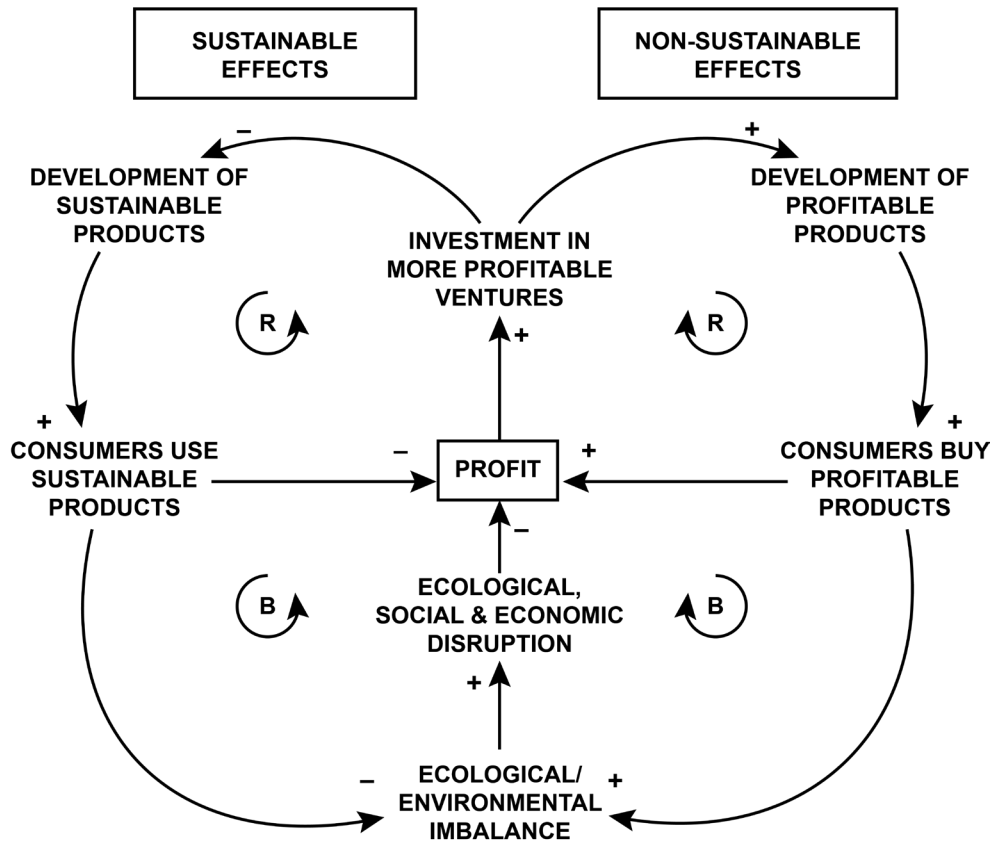 SUSTAINABLE
EFFECTS
NON-SUSTAINABLE
EFFECTS
–
+
DEVELOPMENT OF
SUSTAINABLE
PRODUCTS
DEVELOPMENT OF
PROFITABLE
PRODUCTS
INVESTMENT IN
MORE PROFITABLE
VENTURES
R
R
+
+
+
CONSUMERS USE
SUSTAINABLE
PRODUCTS
–
PROFIT
+
CONSUMERS BUY
PROFITABLE
PRODUCTS
–
ECOLOGICAL,
SOCIAL & ECONOMIC
DISRUPTION
B
B
+
–
ECOLOGICAL/
ENVIRONMENTAL
IMBALANCE
+